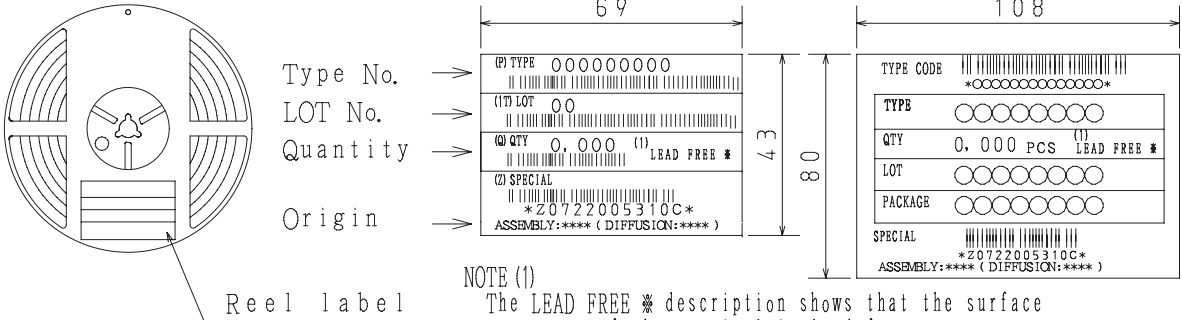 69
108
Type No.
LOT No.
Quantity
Origin
Reel label
(P) TYPE 000000000
(1T) LOT 00
(Q) QTY 0,000 (1) LEAD FREE ※
(Z) SPECIAL
*Z0722005310C*
ASSEMBLY:**** ( DIFFUSION:**** )
43
80
TYPE CODE
*○○○○○○○○○○○○○*
TYPE ○○○○○○○○
QTY 0,000 PCS (1) LEAD FREE ※
LOT ○○○○○○○○
PACKAGE ○○○○○○○○
SPECIAL
*Z0722005310C*
ASSEMBLY:**** ( DIFFUSION:**** )
NOTE (1)
The LEAD FREE ※ description shows that the surface